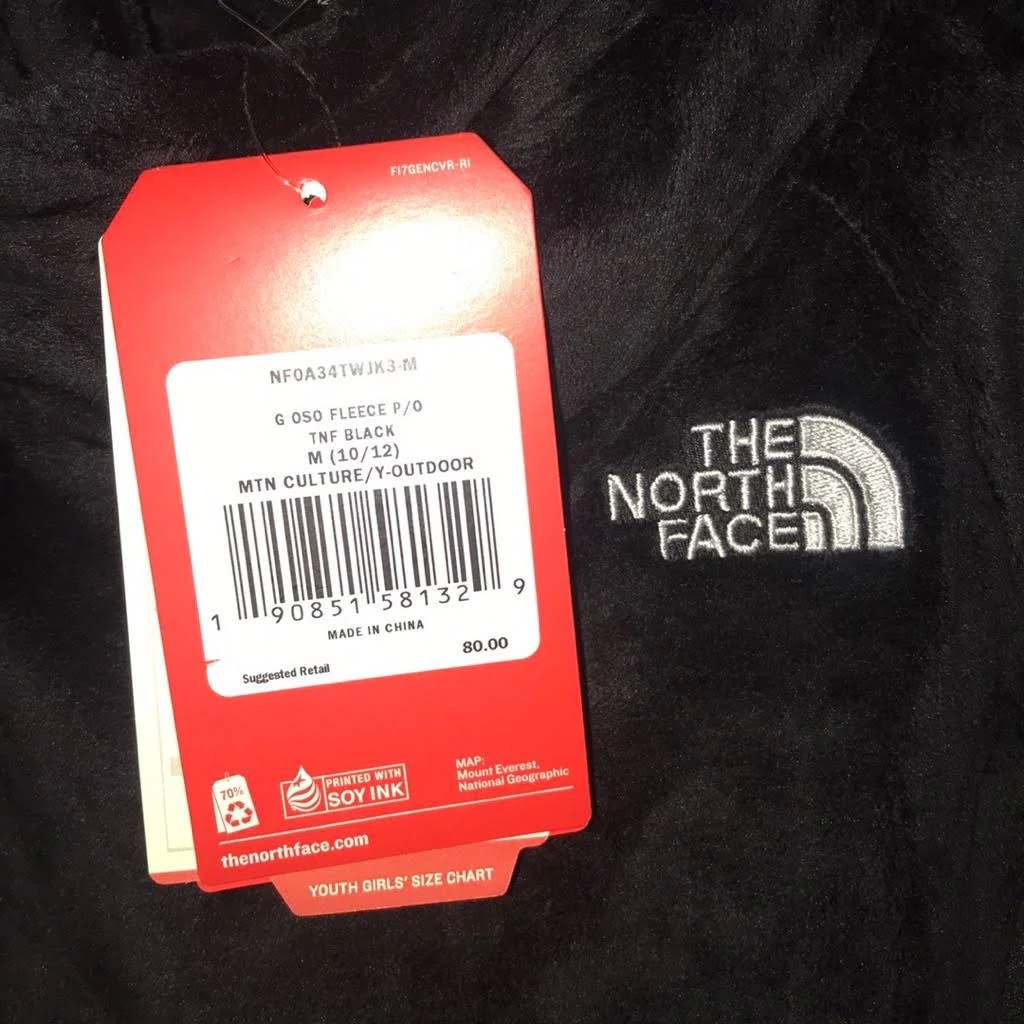 F17GENCVR-R1
NF0A34TWJK3-M
G OSO FLEECE P/O
TNF BLACK
M (10/12)
MTN CULTURE/Y-OUTDOOR
1 90851 58132 9
MADE IN CHINA
Suggested Retail 80.00
70%
PRINTED WITH
SOY INK
MAP:
Mount Everest,
National Geographic
thenorthface.com
YOUTH GIRLS' SIZE CHART
THE
NORTH
FACE